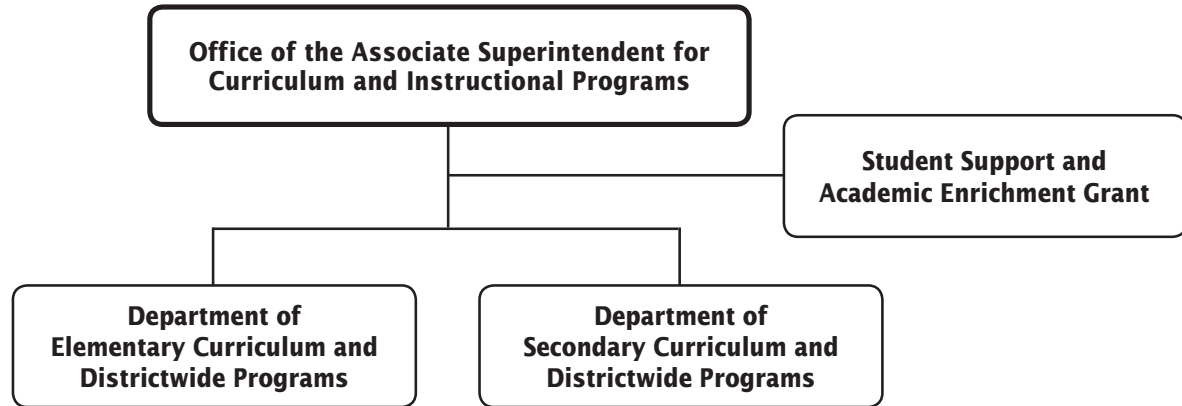 Office of the Associate Superintendent for
Curriculum and Instructional Programs
Student Support and
Academic Enrichment Grant
Department of
Elementary Curriculum and
Districtwide Programs
Department of
Secondary Curriculum and
Districtwide Programs